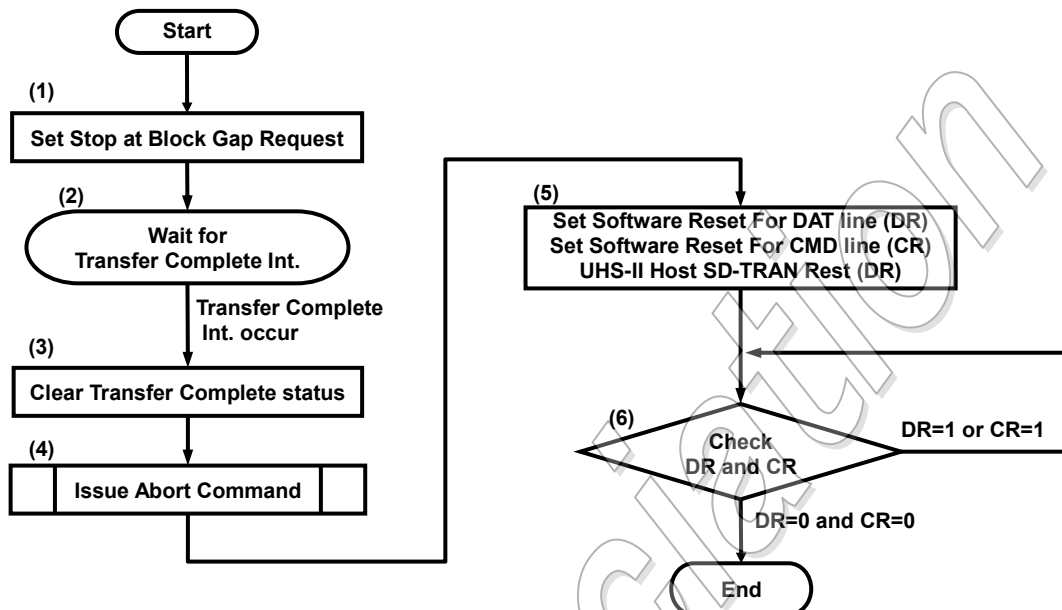 Start
(1)
Set Stop at Block Gap Request
(2)
Wait for
Transfer Complete Int.
Transfer Complete
Int. occur
(3)
Clear Transfer Complete status
(4)
Issue Abort Command
(5)
Set Software Reset For DAT line (DR)
Set Software Reset For CMD line (CR)
UHS-II Host SD-TRAN Rest (DR)
(6)
Check
DR and CR
DR=1 or CR=1
DR=0 and CR=0
End
ciation